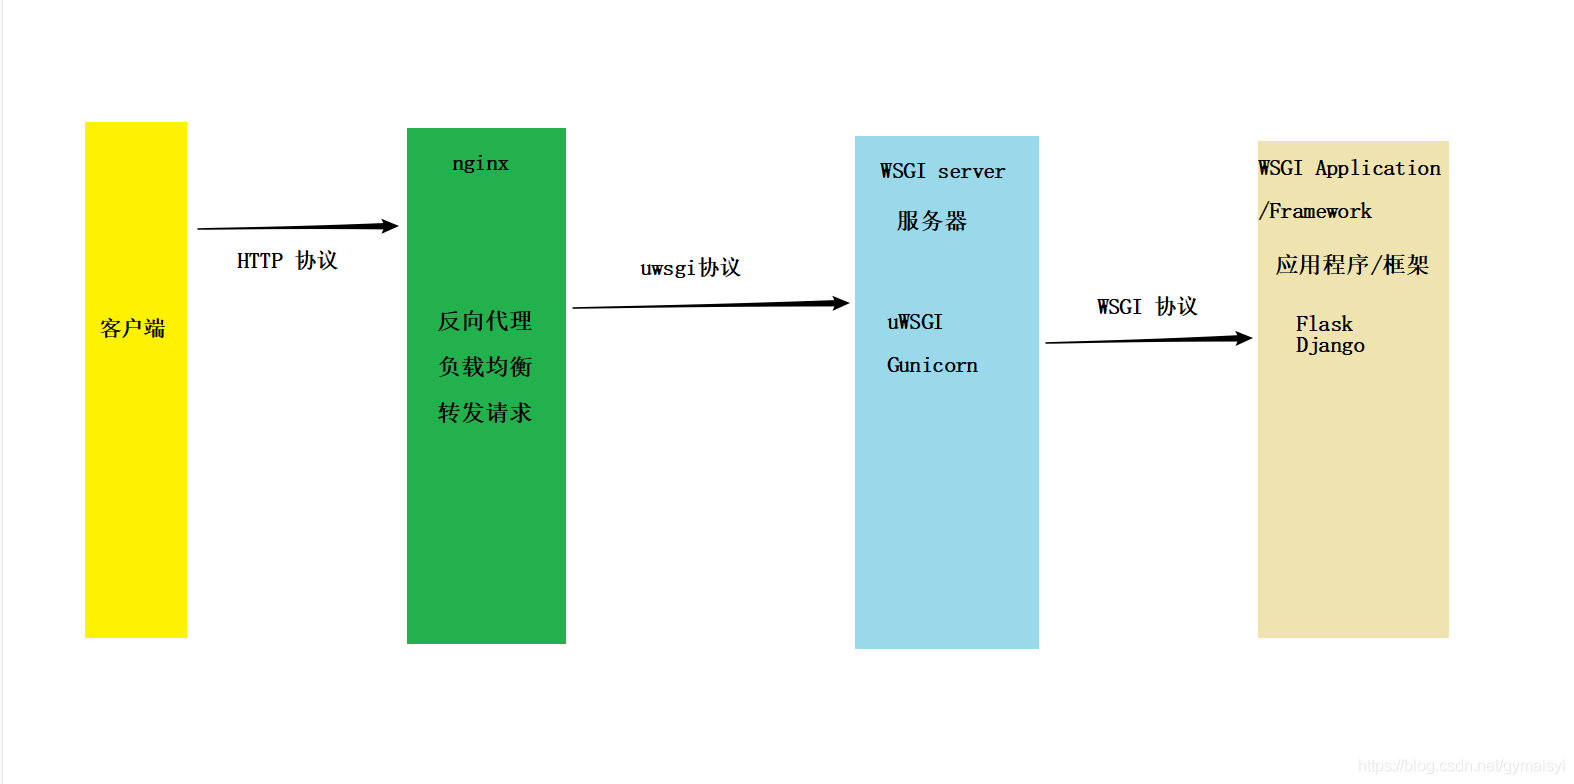 客户端
HTTP 协议
nginx
反向代理
负载均衡
转发请求
uwsgi协议
WSGI server
服务器
uWSGI
Gunicorn
WSGI 协议
WSGI Application
/Framework
应用程序/框架
Flask
Django
https://blog.csdn.net/gymaisyl